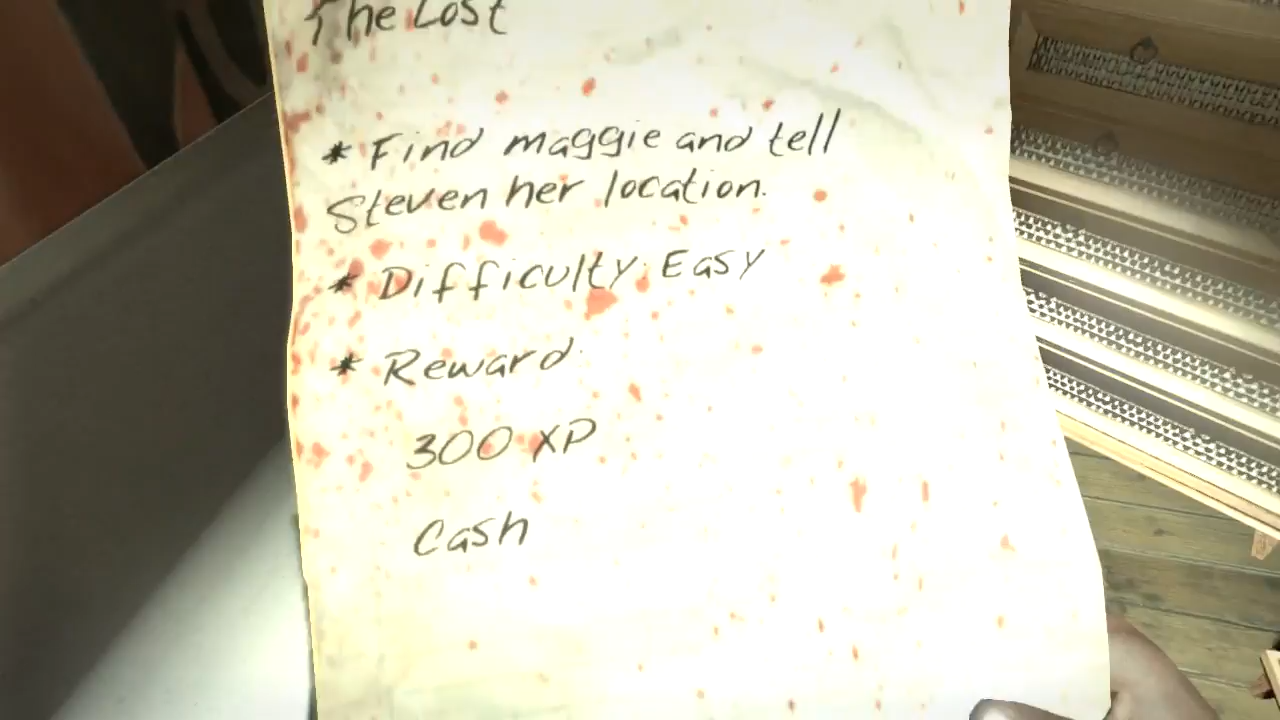 The Lost
* Find maggie and tell
Steven her location.
* Difficulty: Easy
* Reward:
300 XP
Cash